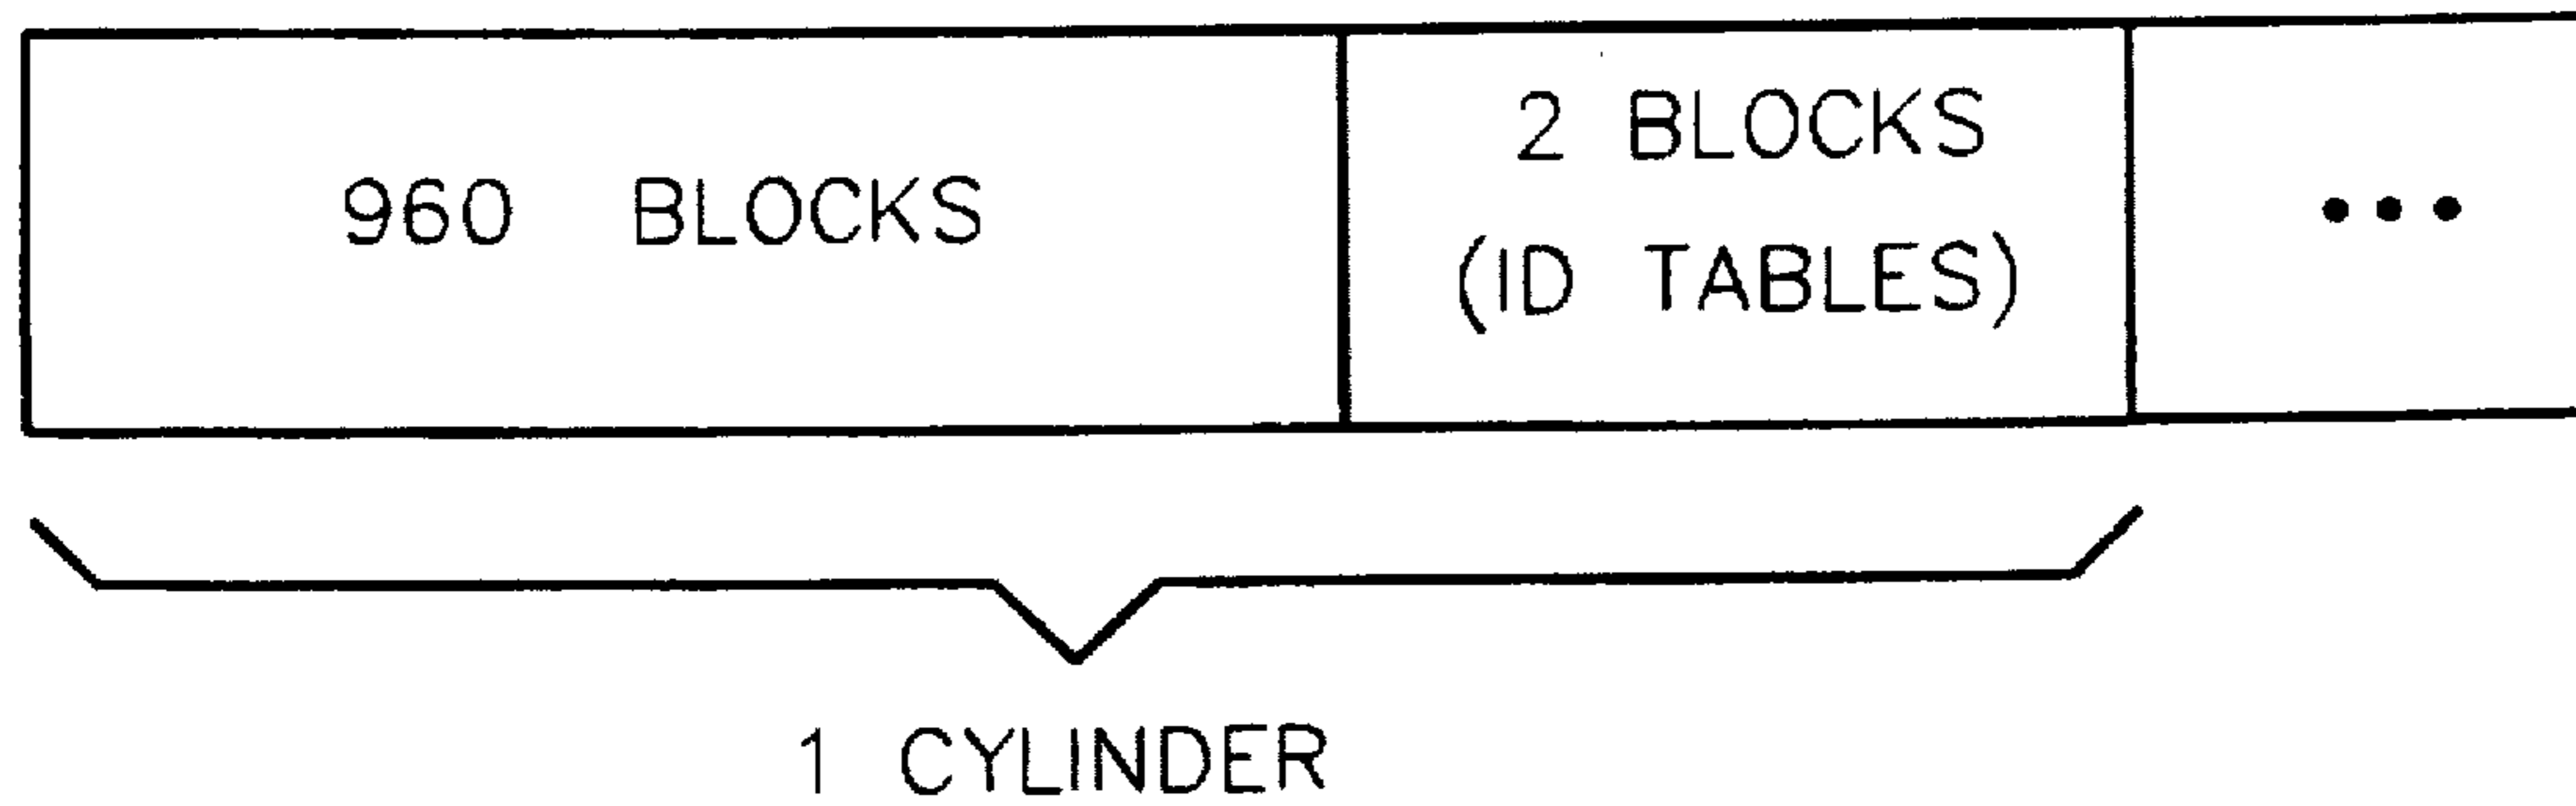 960 BLOCKS
2 BLOCKS
(ID TABLES)
•••
1 CYLINDER